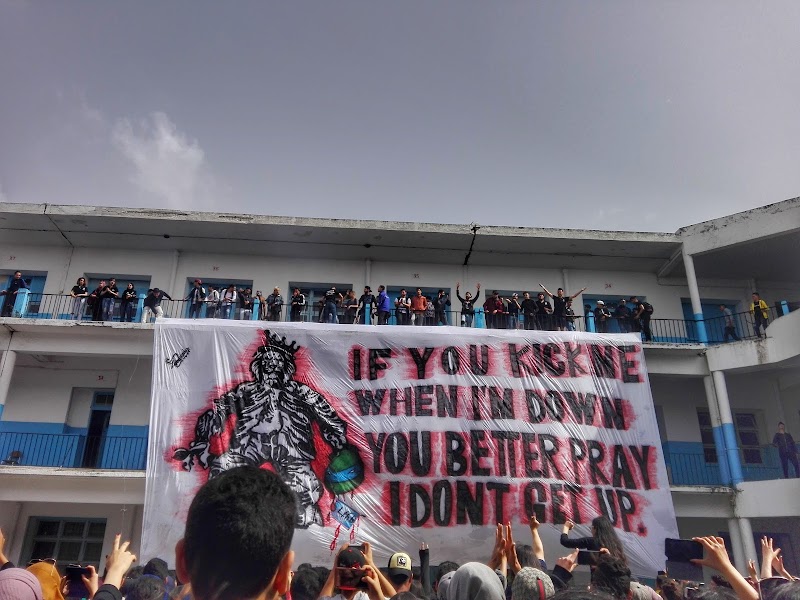 IF YOU KICK ME
WHEN I'M DOWN
YOU BETTER PRAY
I DONT GET UP.